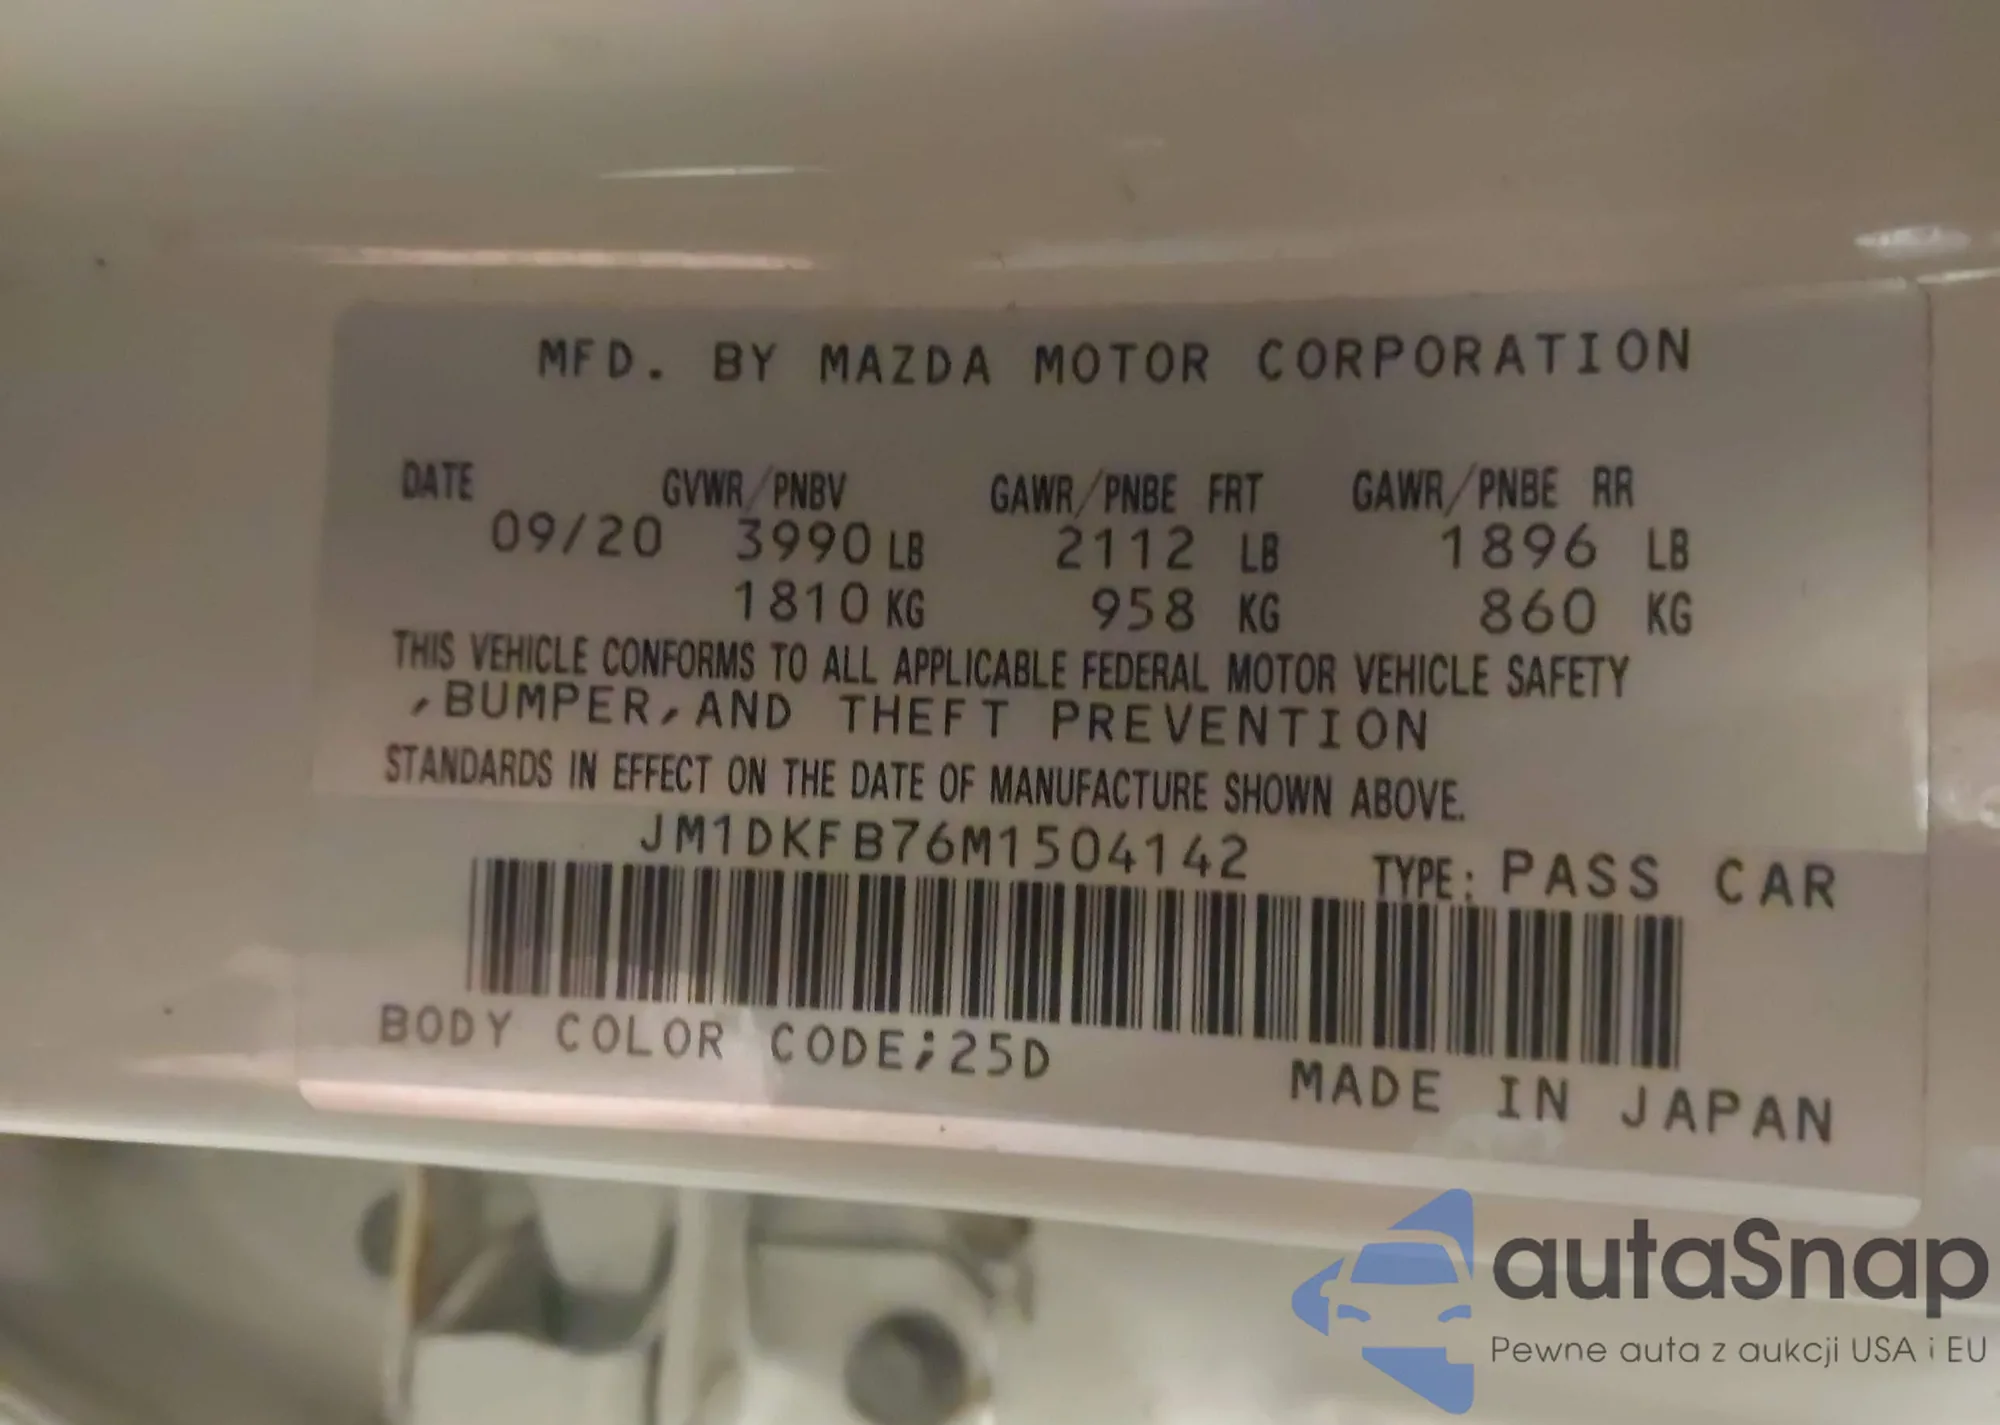 MFD. BY MAZDA MOTOR CORPORATION
DATE GVWR/PNBV GAWR/PNBE FRT GAWR/PNBE RR
09/20 3990 LB 2112 LB 1896 LB
1810 KG 958 KG 860 KG
THIS VEHICLE CONFORMS TO ALL APPLICABLE FEDERAL MOTOR VEHICLE SAFETY
,BUMPER,AND THEFT PREVENTION
STANDARDS IN EFFECT ON THE DATE OF MANUFACTURE SHOWN ABOVE.
JM1DKFB76M1504142 TYPE: PASS CAR
BODY COLOR CODE;25D
MADE IN JAPAN
autaSnap
Pewne auta z aukcji USA i EU